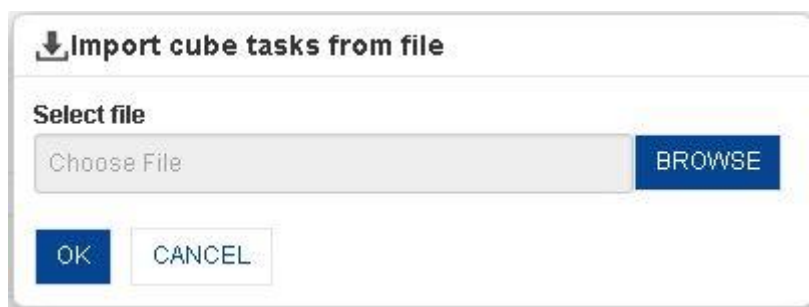 Import cube tasks from file
Select file
Choose File BROWSE
OK CANCEL